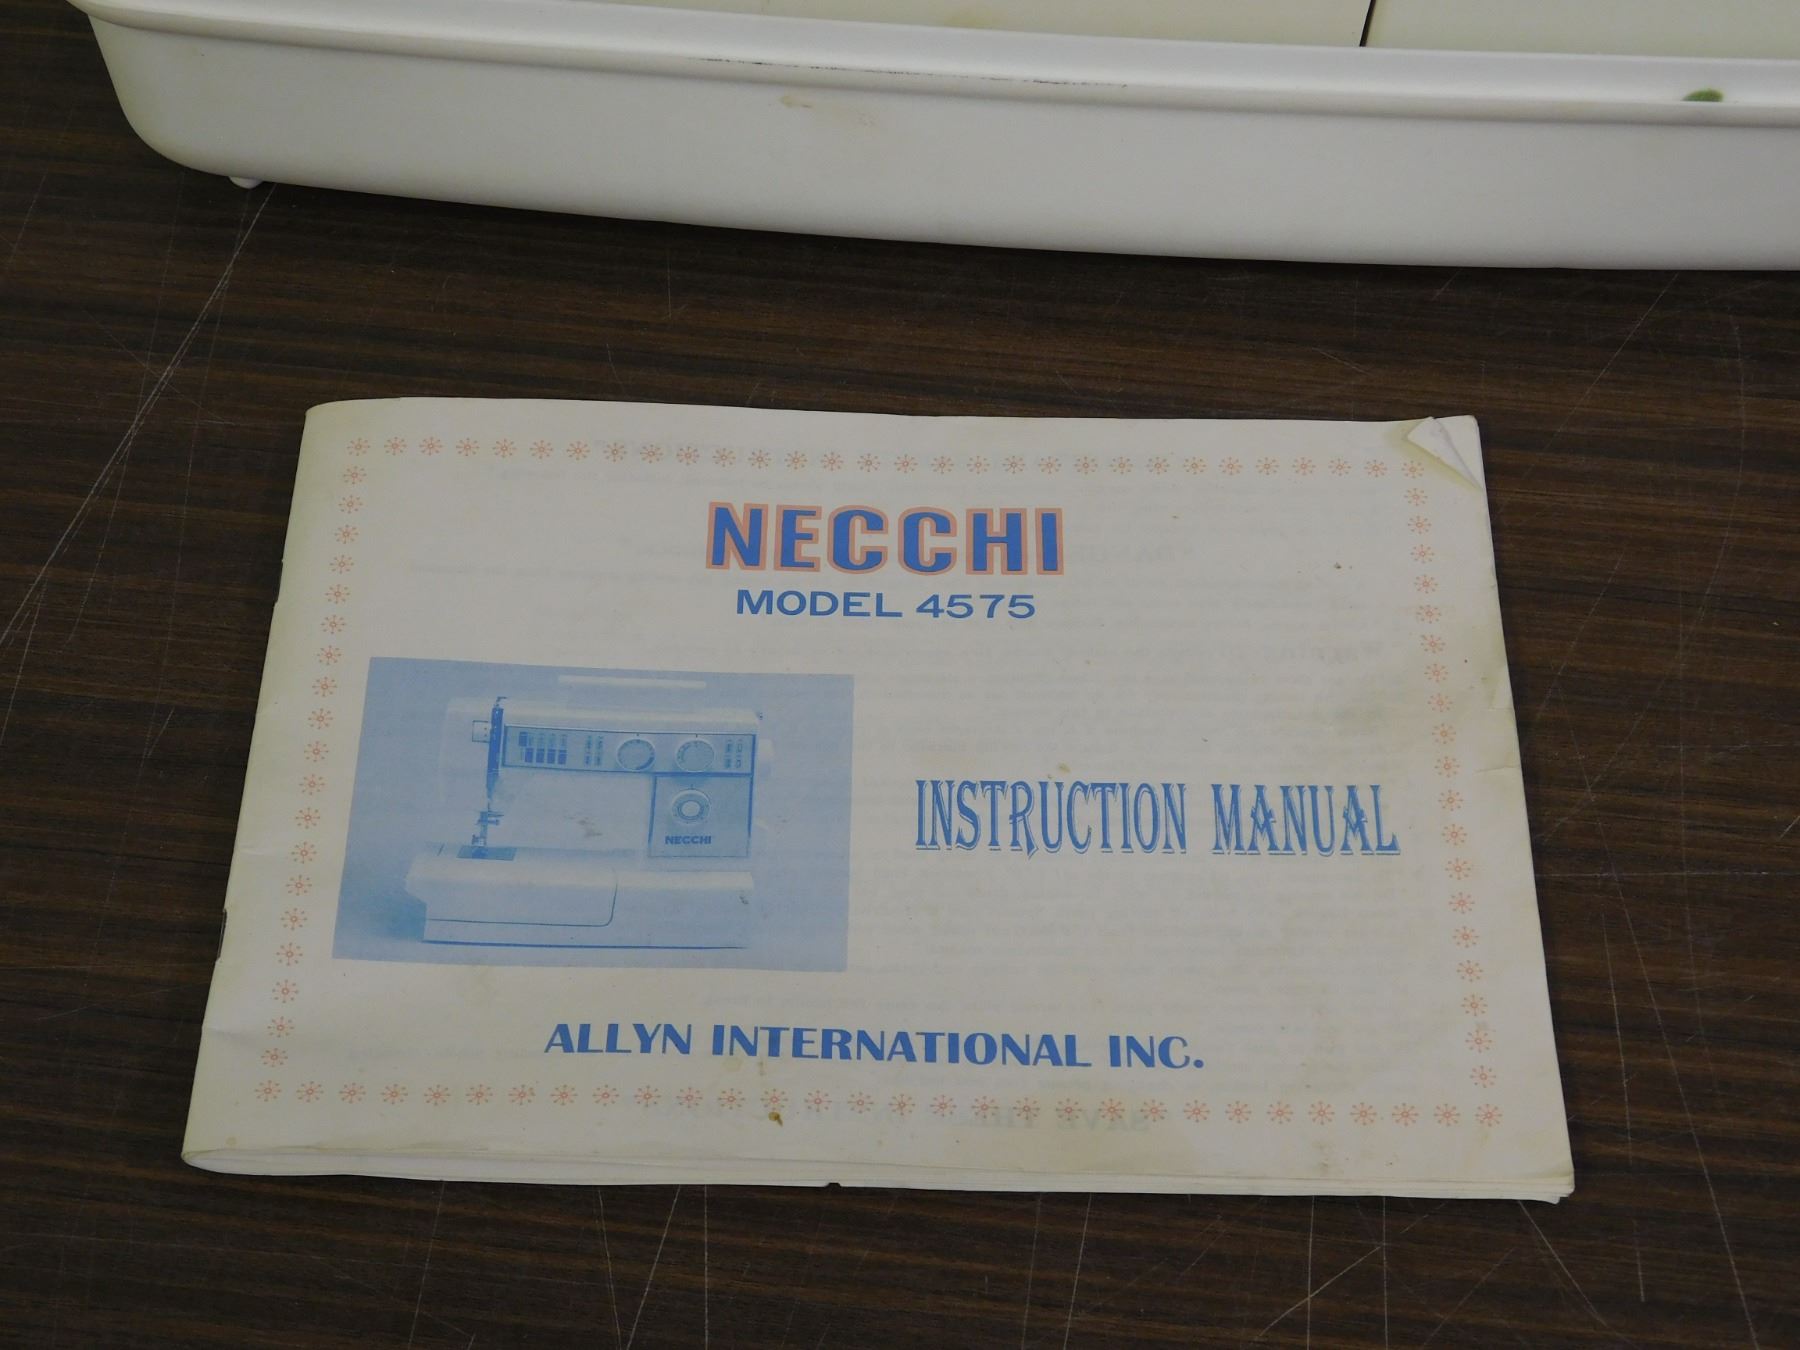 NECCHI
MODEL 4575
NECCHI
INSTRUCTION MANUAL
ALLYN INTERNATIONAL INC.